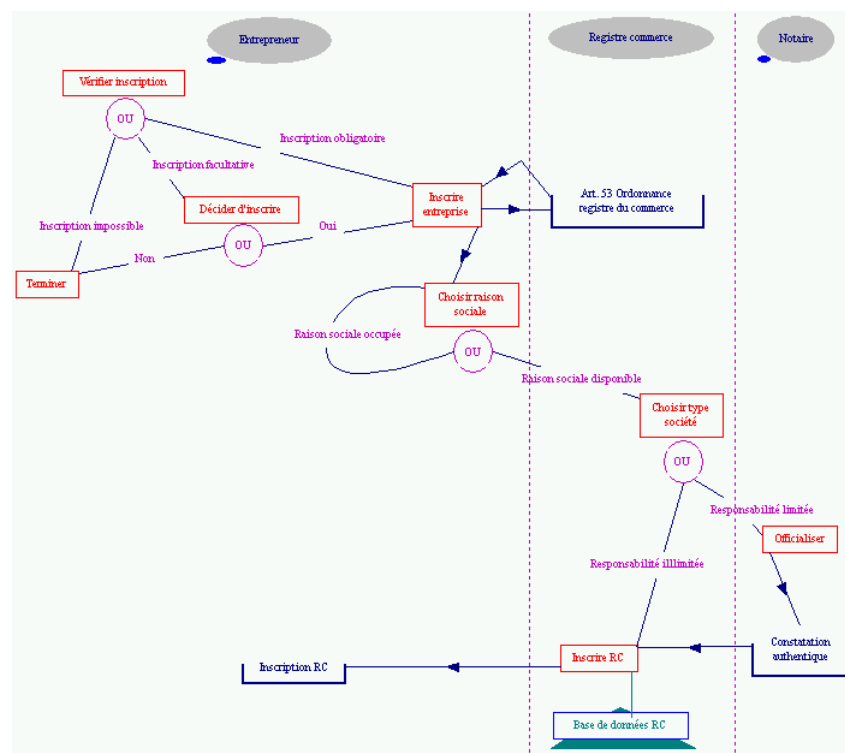 Entrepreneur
Registre commerce
Notaire
Vérifier inscription
OU
Inscription obligatoire
Inscription facultative
Inscrire
entreprise
Art. 53 Ordonnance
registre du commerce
Décider d'inscrire
Inscription impossible
Oui
OU
Non
Terminer
Choisir raison
sociale
Raison sociale occupée
OU
Raison sociale disponible
Choisir type
société
OU
Responsabilité limitée
Officialiser
Responsabilité illlimitée
Constatation
authentique
Inscrire RC
Inscription RC
Base de données RC